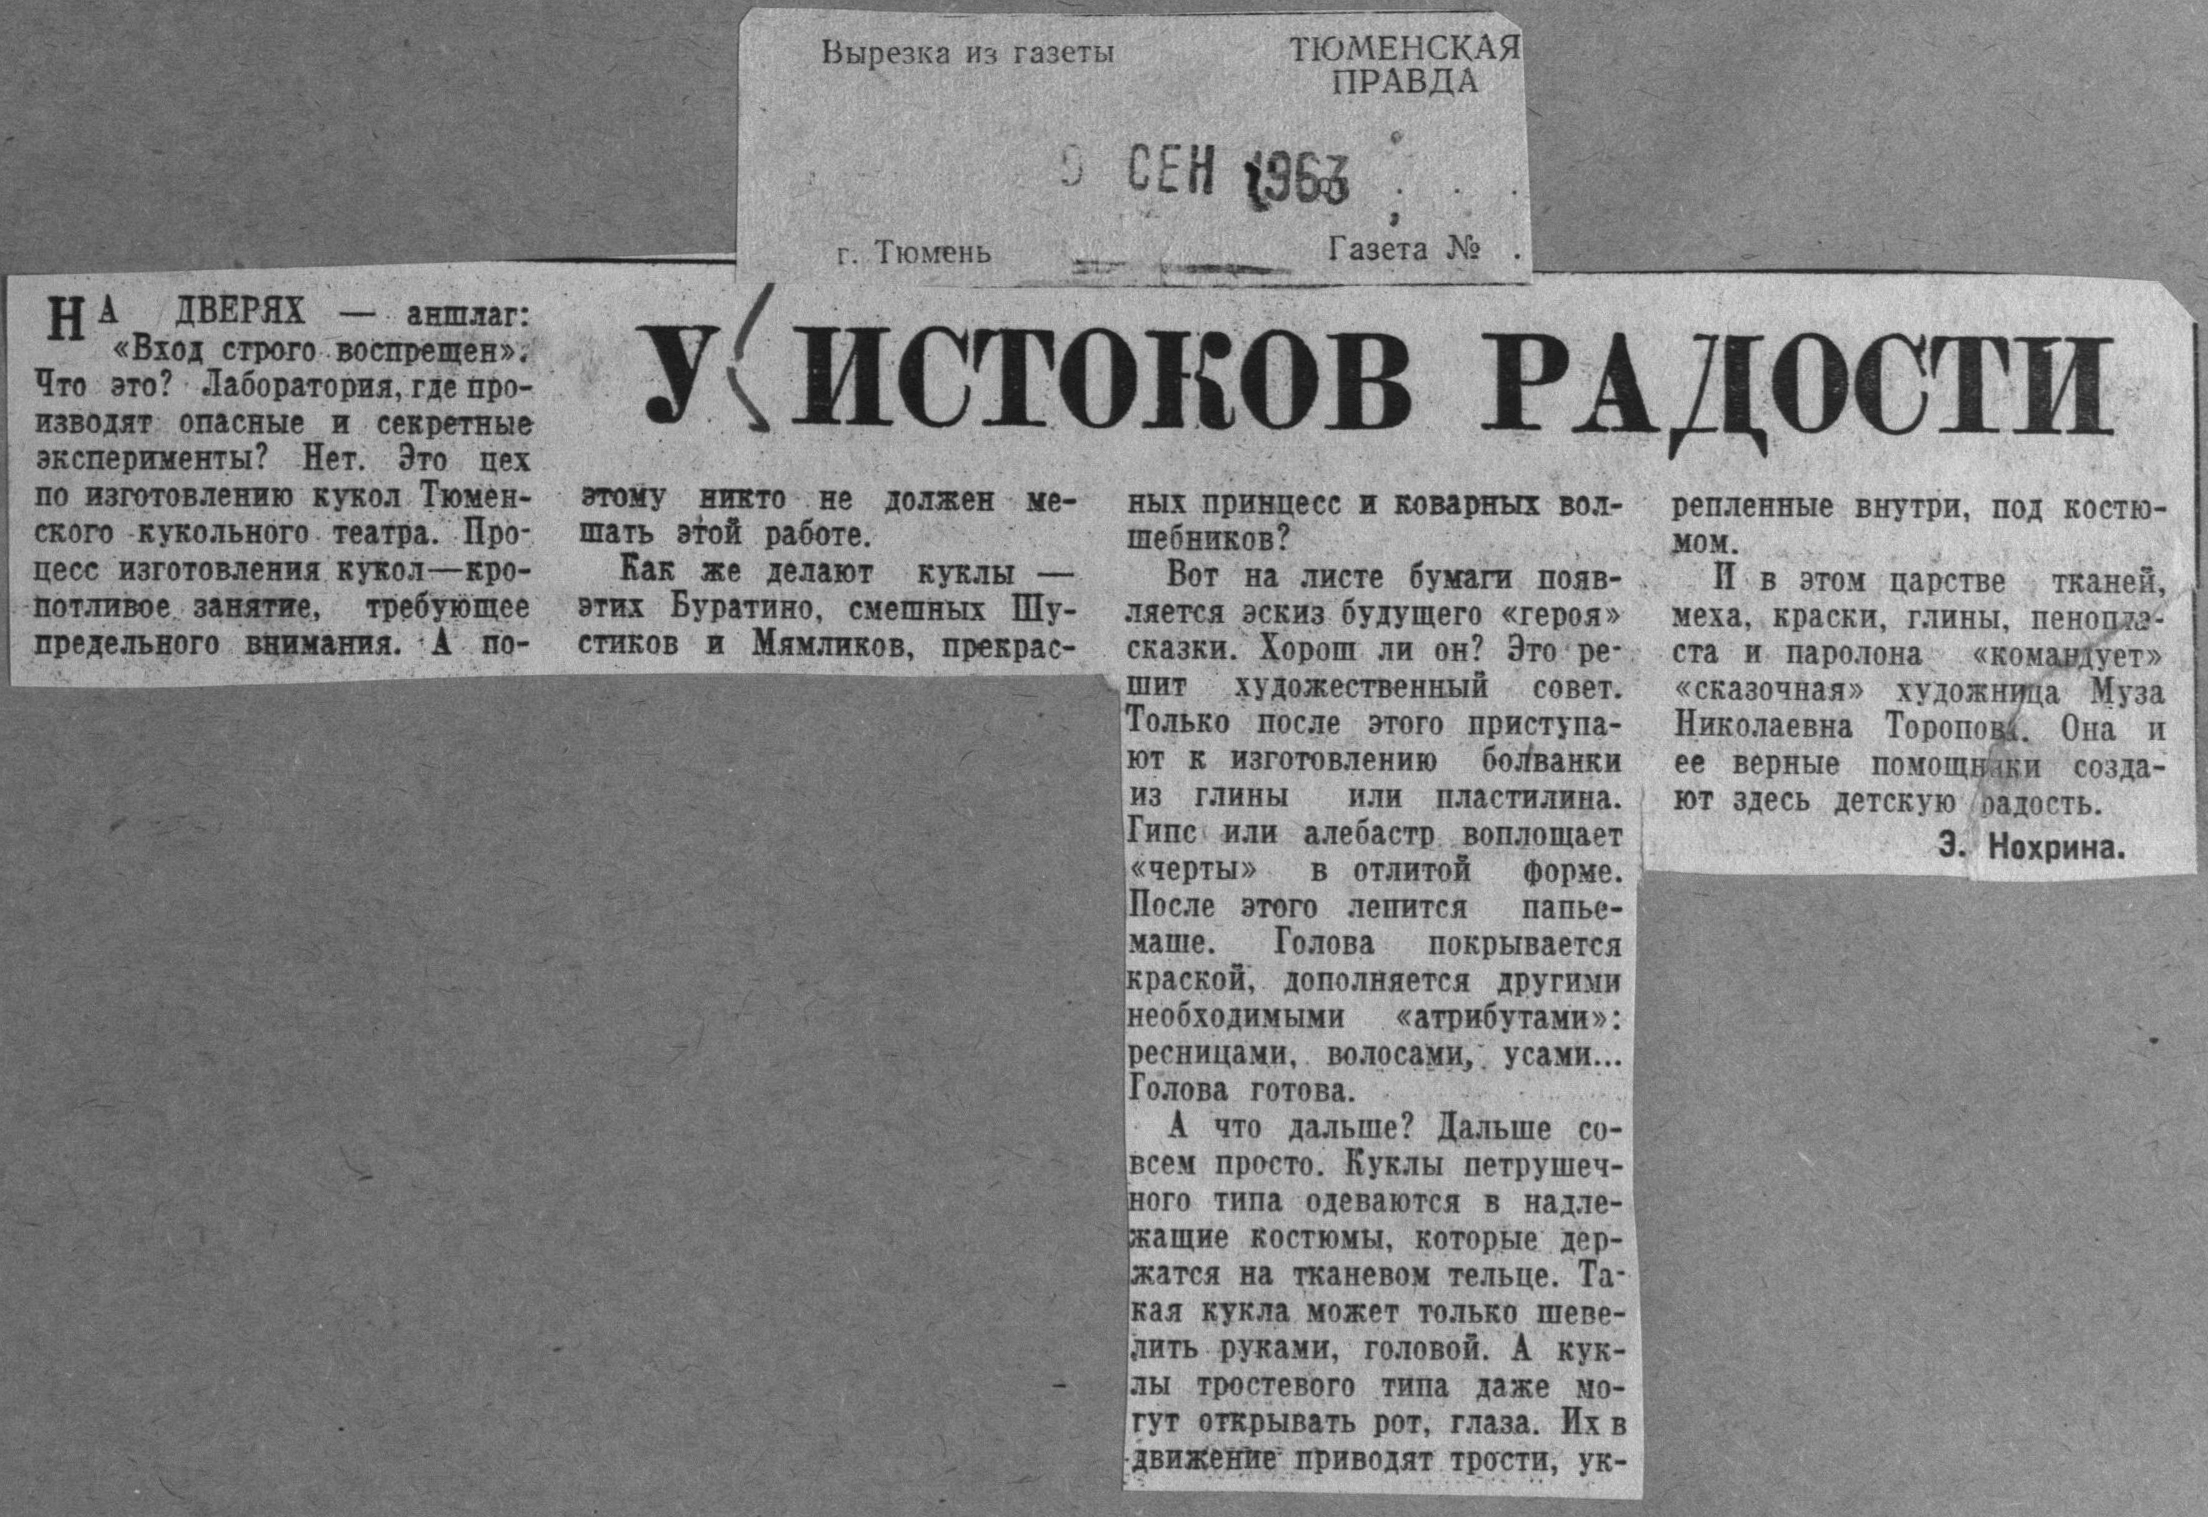 Вырезка из газеты
ТЮМЕНСКАЯ
ПРАВДА
9 СЕН
г. Тюмень
Газета №
У ИСТОКОВ РАДОСТИ
НА ДВЕРЯХ — аншлаг:
«Вход строго воспрещен».
Что это? Лаборатория, где про-
изводят опасные и секретные
эксперименты? Нет. Это цех
по изготовлению кукол Тюмен-
ского кукольного театра. Про-
цесс изготовления кукол—кро-
потливое занятие, требующее
предельного внимания. А по-
этому никто не должен ме-
шать этой работе.
Как же делают куклы —
этих Буратино, смешных Шу-
стиков и Мямликов, прекрас-
ных принцесс и коварных вол-
шебников?
Вот на листе бумаги появ-
ляется эскиз будущего «героя»
сказки. Хорош ли он? Это ре-
шит художественный совет.
Только после этого приступа-
ют к изготовлению болванки
из глины или пластилина.
Гипс или алебастр воплощает
«черты» в отлитой форме.
После этого лепится папье-
маше. Голова покрывается
краской, дополняется другими
необходимыми «атрибутами»:
ресницами, волосами, усами...
Голова готова.
А что дальше? Дальше со-
всем просто. Куклы петрушеч-
ного типа одеваются в надле-
жащие костюмы, которые дер-
жатся на тканевом тельце. Та-
кая кукла может только шеве-
лить руками, головой. А кук-
лы тростевого типа даже мо-
гут открывать рот, глаза. Их в
движение приводят трости, ук-
репленные внутри, под костю-
мом.
И в этом царстве тканей,
меха, краски, глины, пенопла-
ста и паролона «командует»
«сказочная» художница Муза
Николаевна Торопова. Она и
ее верные помощники созда-
ют здесь детскую радость.
Э. Нохрина.